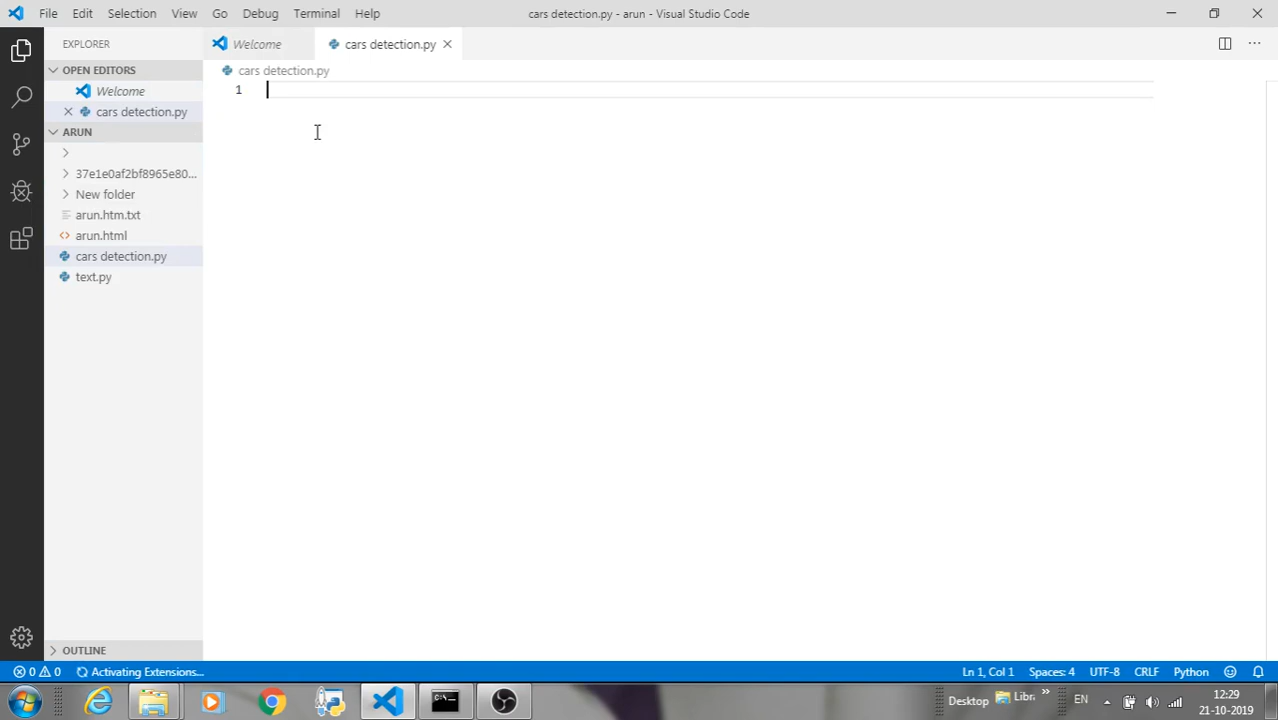 File Edit Selection View Go Debug Terminal Help
cars detection.py - arun - Visual Studio Code
EXPLORER
Welcome
cars detection.py
OPEN EDITORS
Welcome
cars detection.py
ARUN
37e1e0af2bf8965e80...
New folder
arun.htm.txt
arun.html
cars detection.py
text.py
OUTLINE
cars detection.py
1
0 0 Activating Extensions...
Ln 1, Col 1 Spaces: 4 UTF-8 CRLF Python
Desktop Libr » EN
12:29
21-10-2019